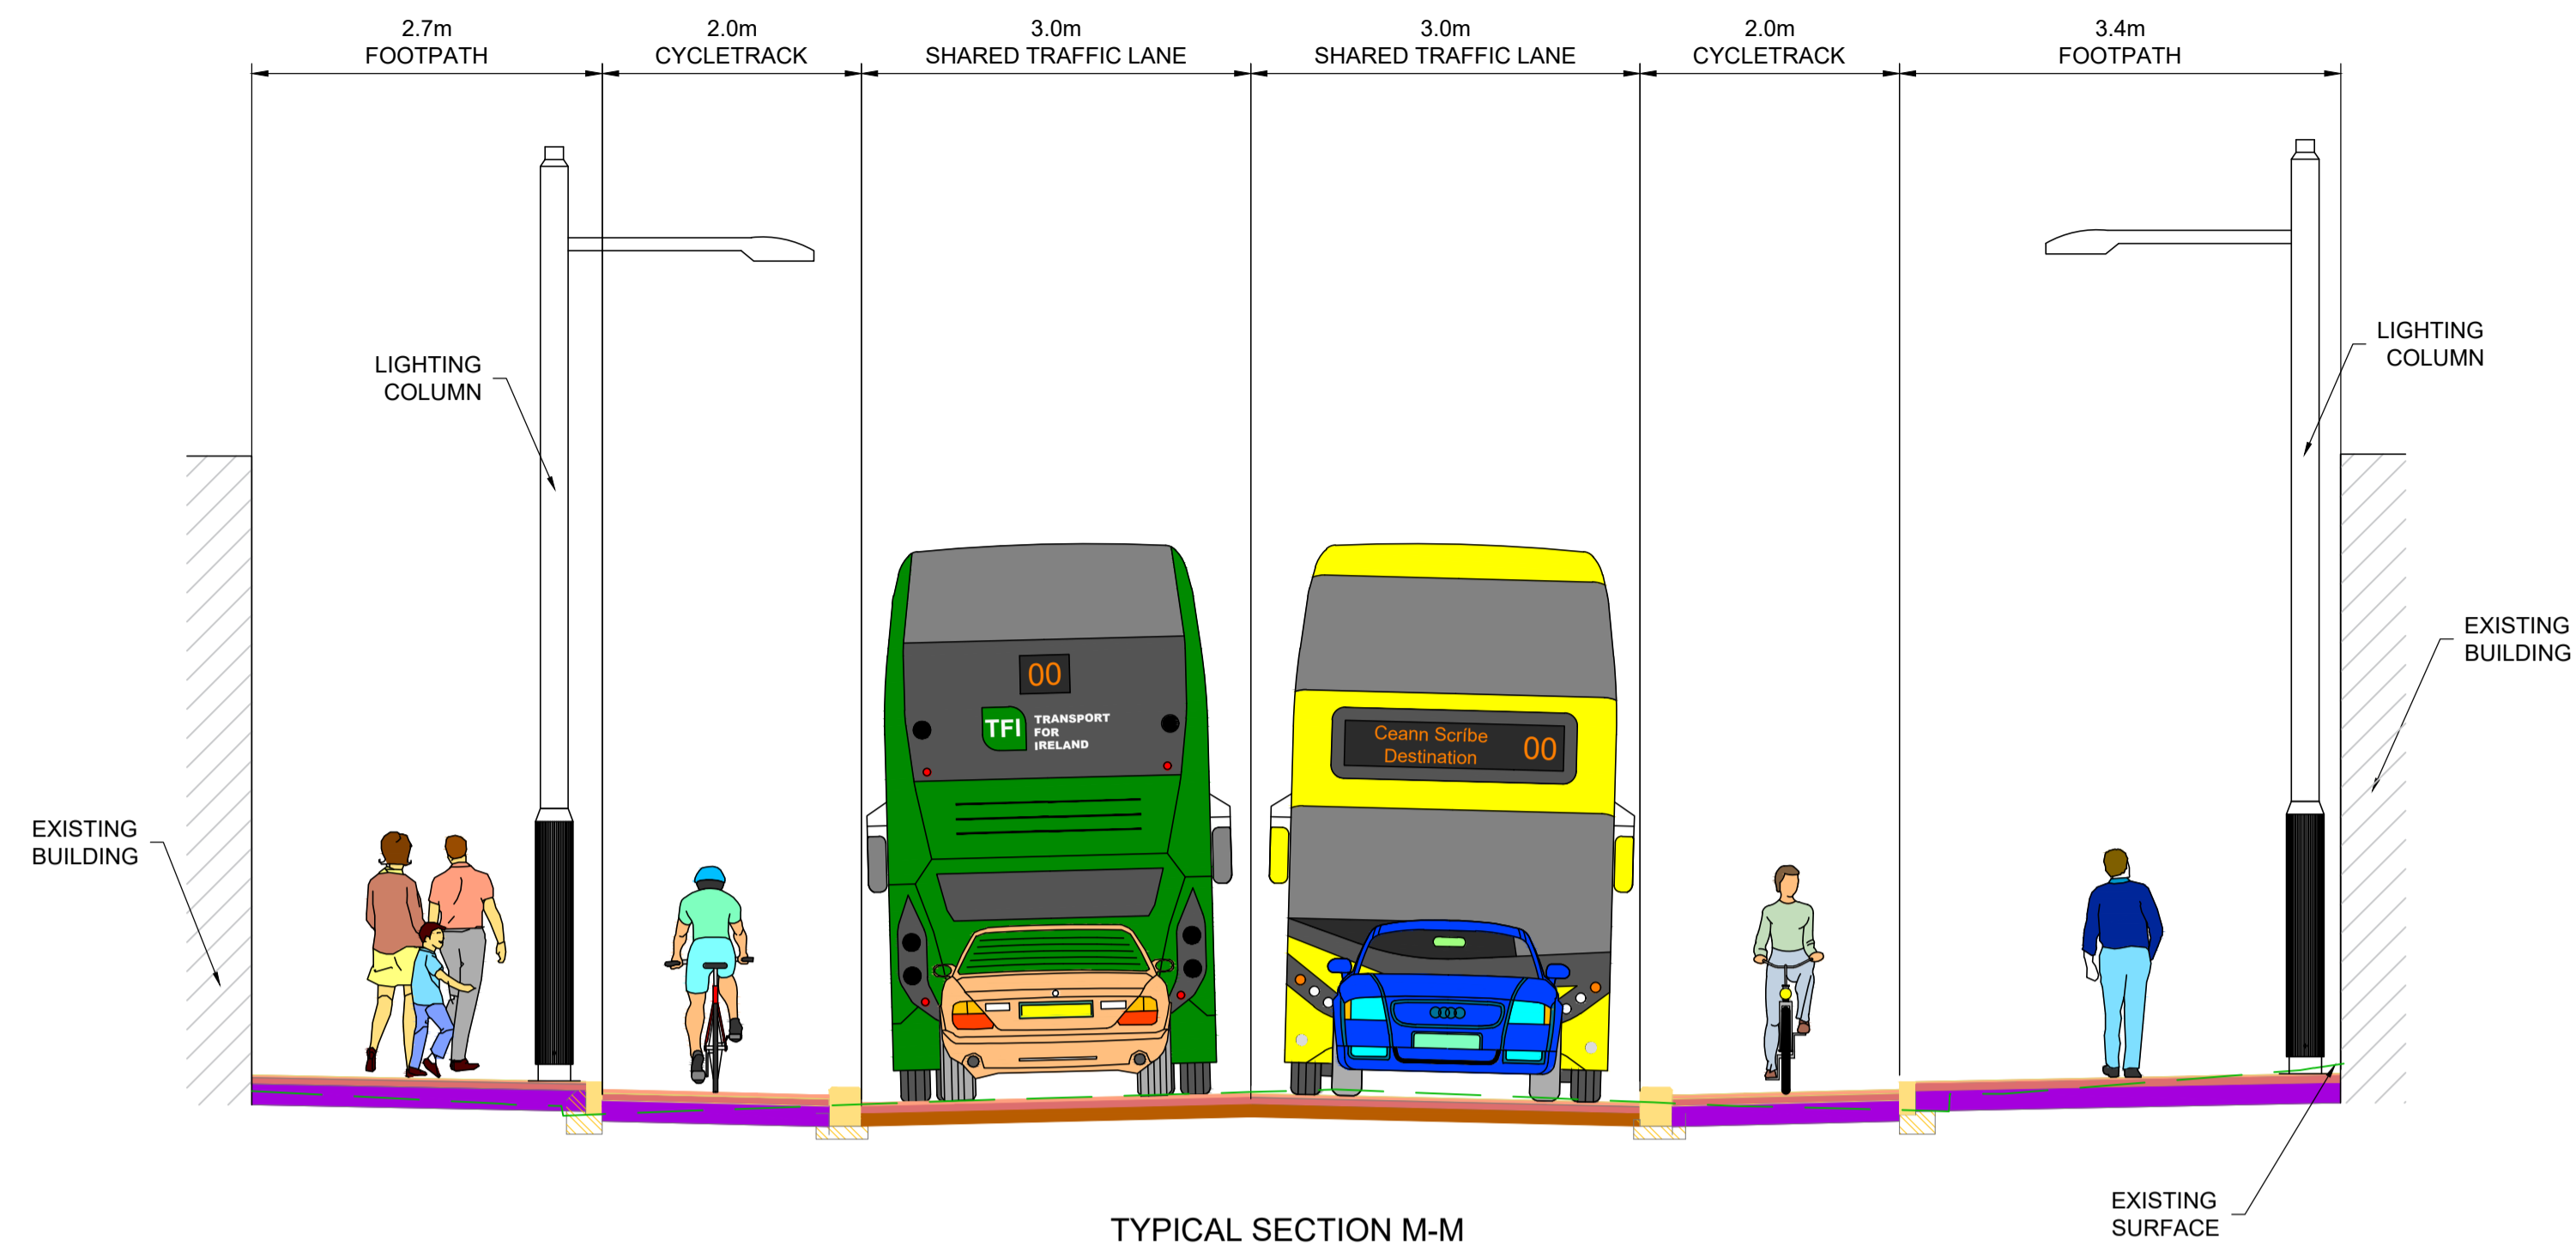 2.7m
FOOTPATH
2.0m
CYCLETRACK
3.0m
SHARED TRAFFIC LANE
3.0m
SHARED TRAFFIC LANE
2.0m
CYCLETRACK
3.4m
FOOTPATH
LIGHTING
COLUMN
LIGHTING
COLUMN
EXISTING
BUILDING
EXISTING
BUILDING
00
TFI
TRANSPORT
FOR
IRELAND
Ceann Scríbe
Destination
00
EXISTING
SURFACE
TYPICAL SECTION M-M